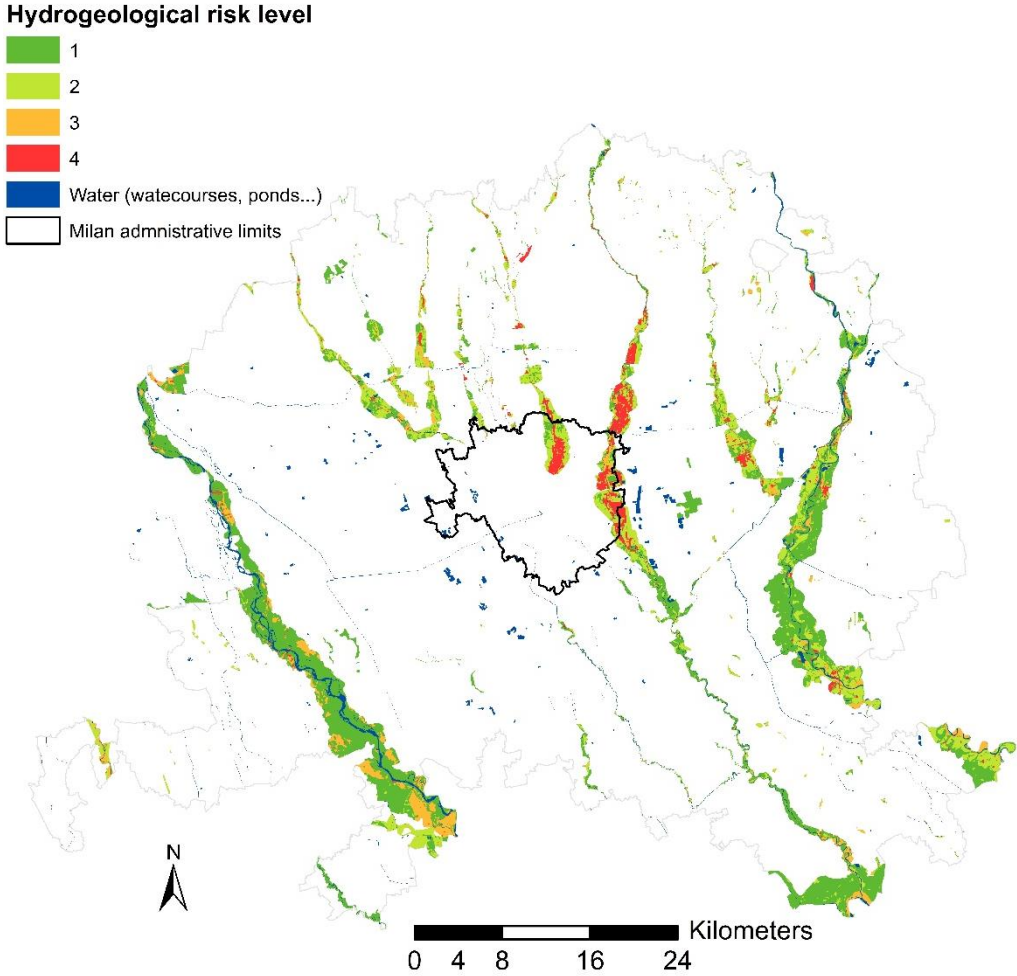 Hydrogeological risk level
1
2
3
4
Water (watecourses, ponds...)
Milan admnistrative limits
N
Kilometers
0 4 8 16 24